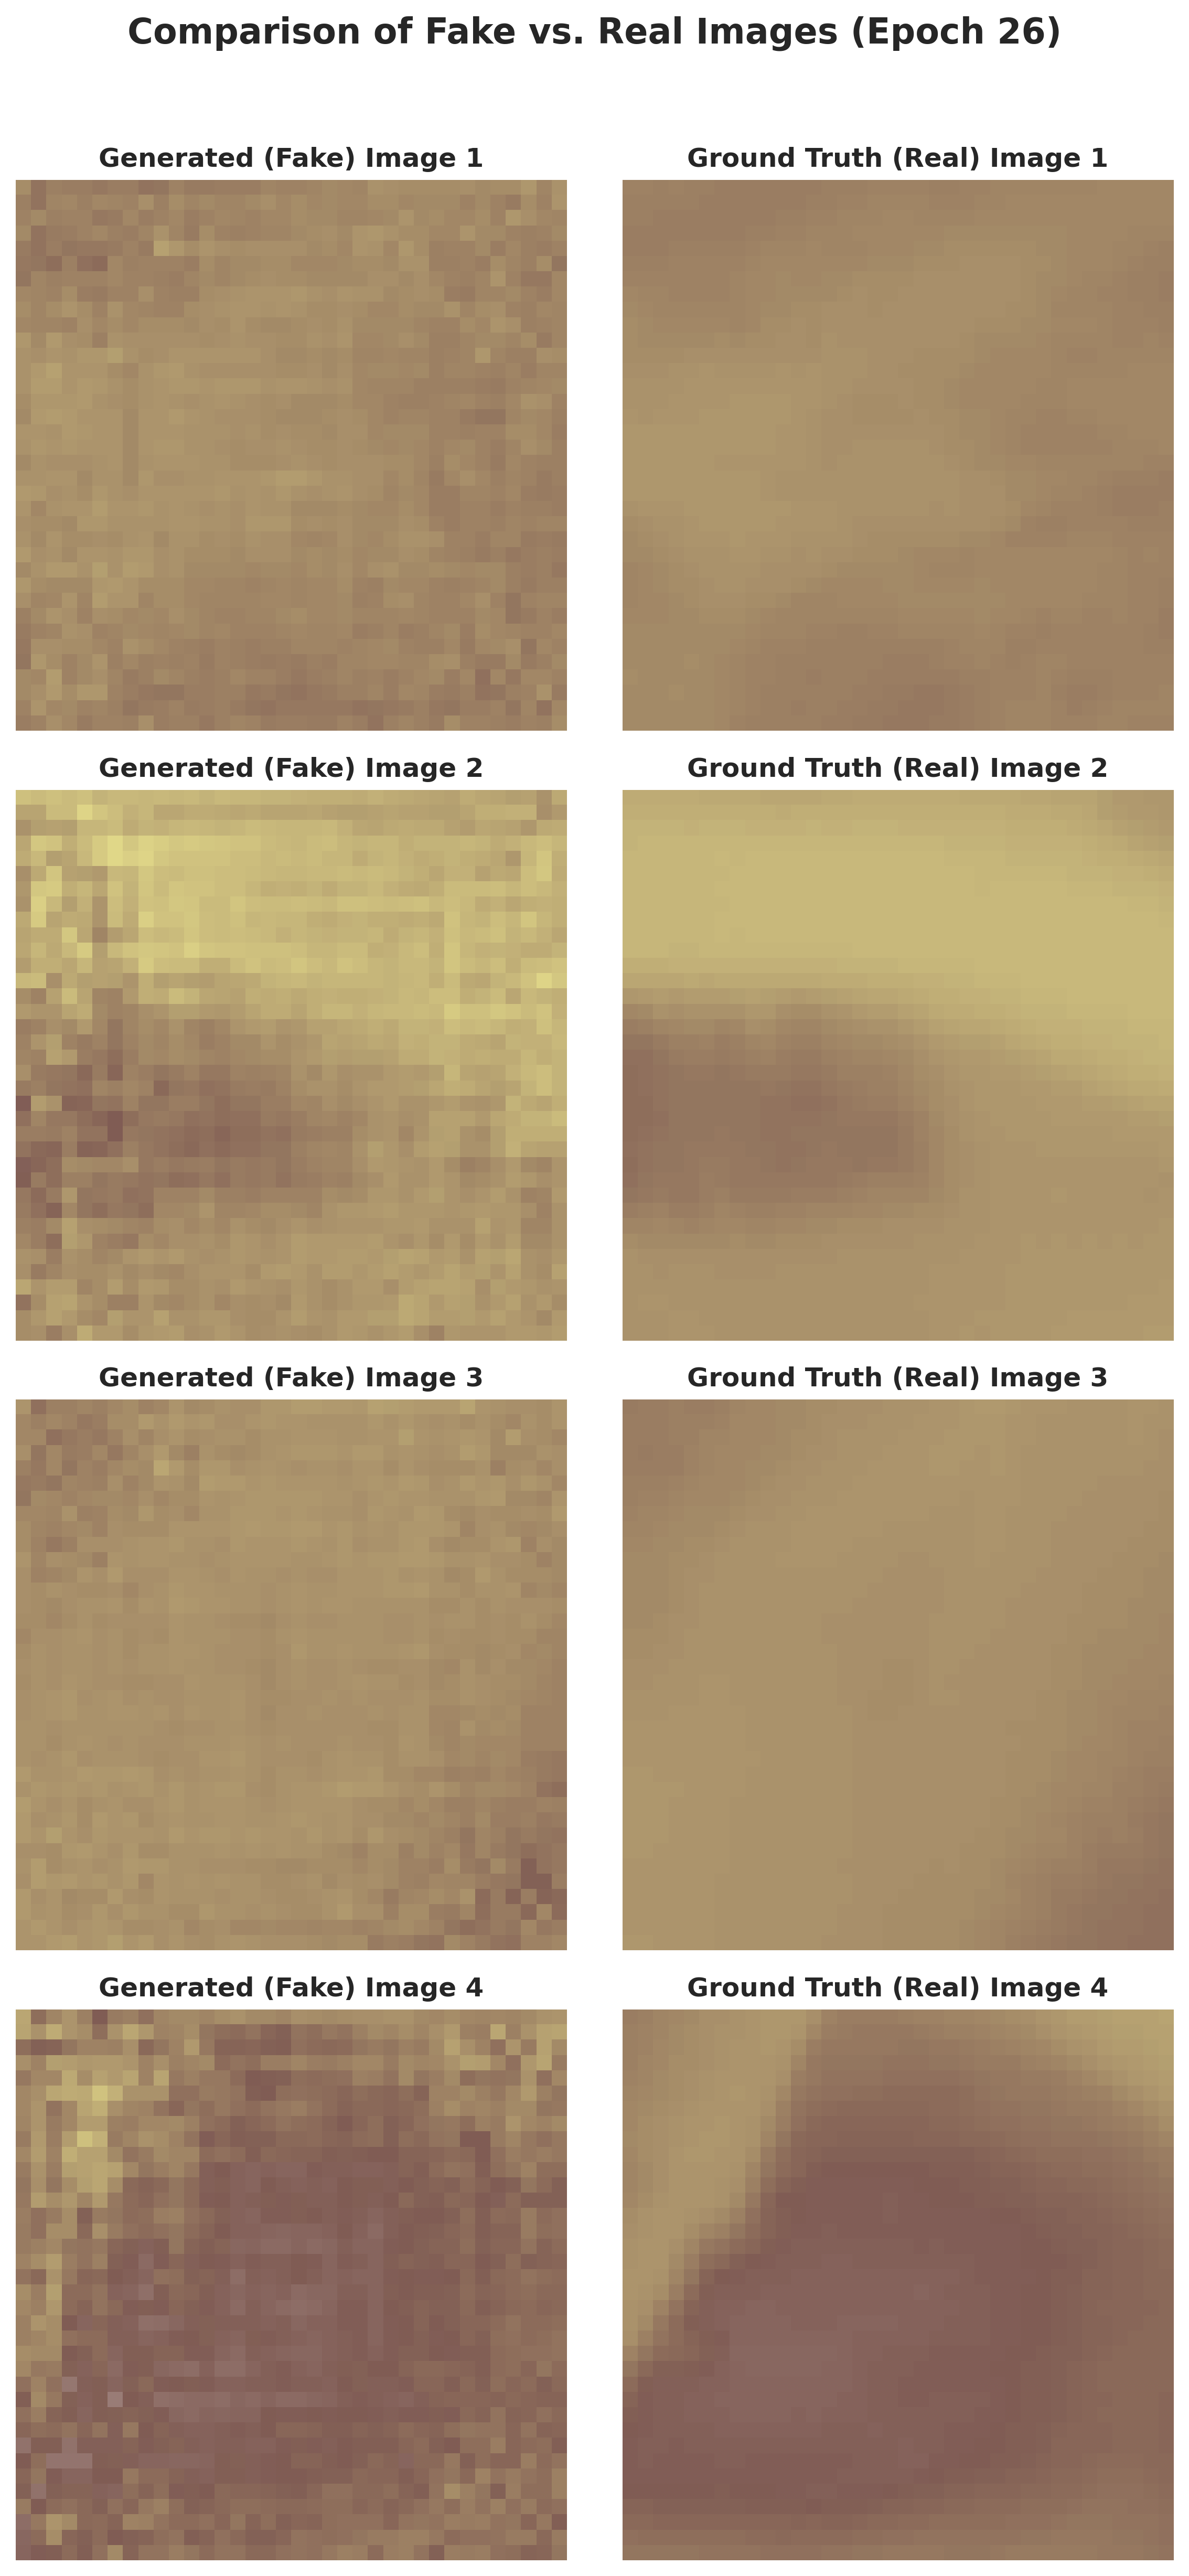 Comparison of Fake vs. Real Images (Epoch 26)
Generated (Fake) Image 1
Ground Truth (Real) Image 1
Generated (Fake) Image 2
Ground Truth (Real) Image 2
Generated (Fake) Image 3
Ground Truth (Real) Image 3
Generated (Fake) Image 4
Ground Truth (Real) Image 4